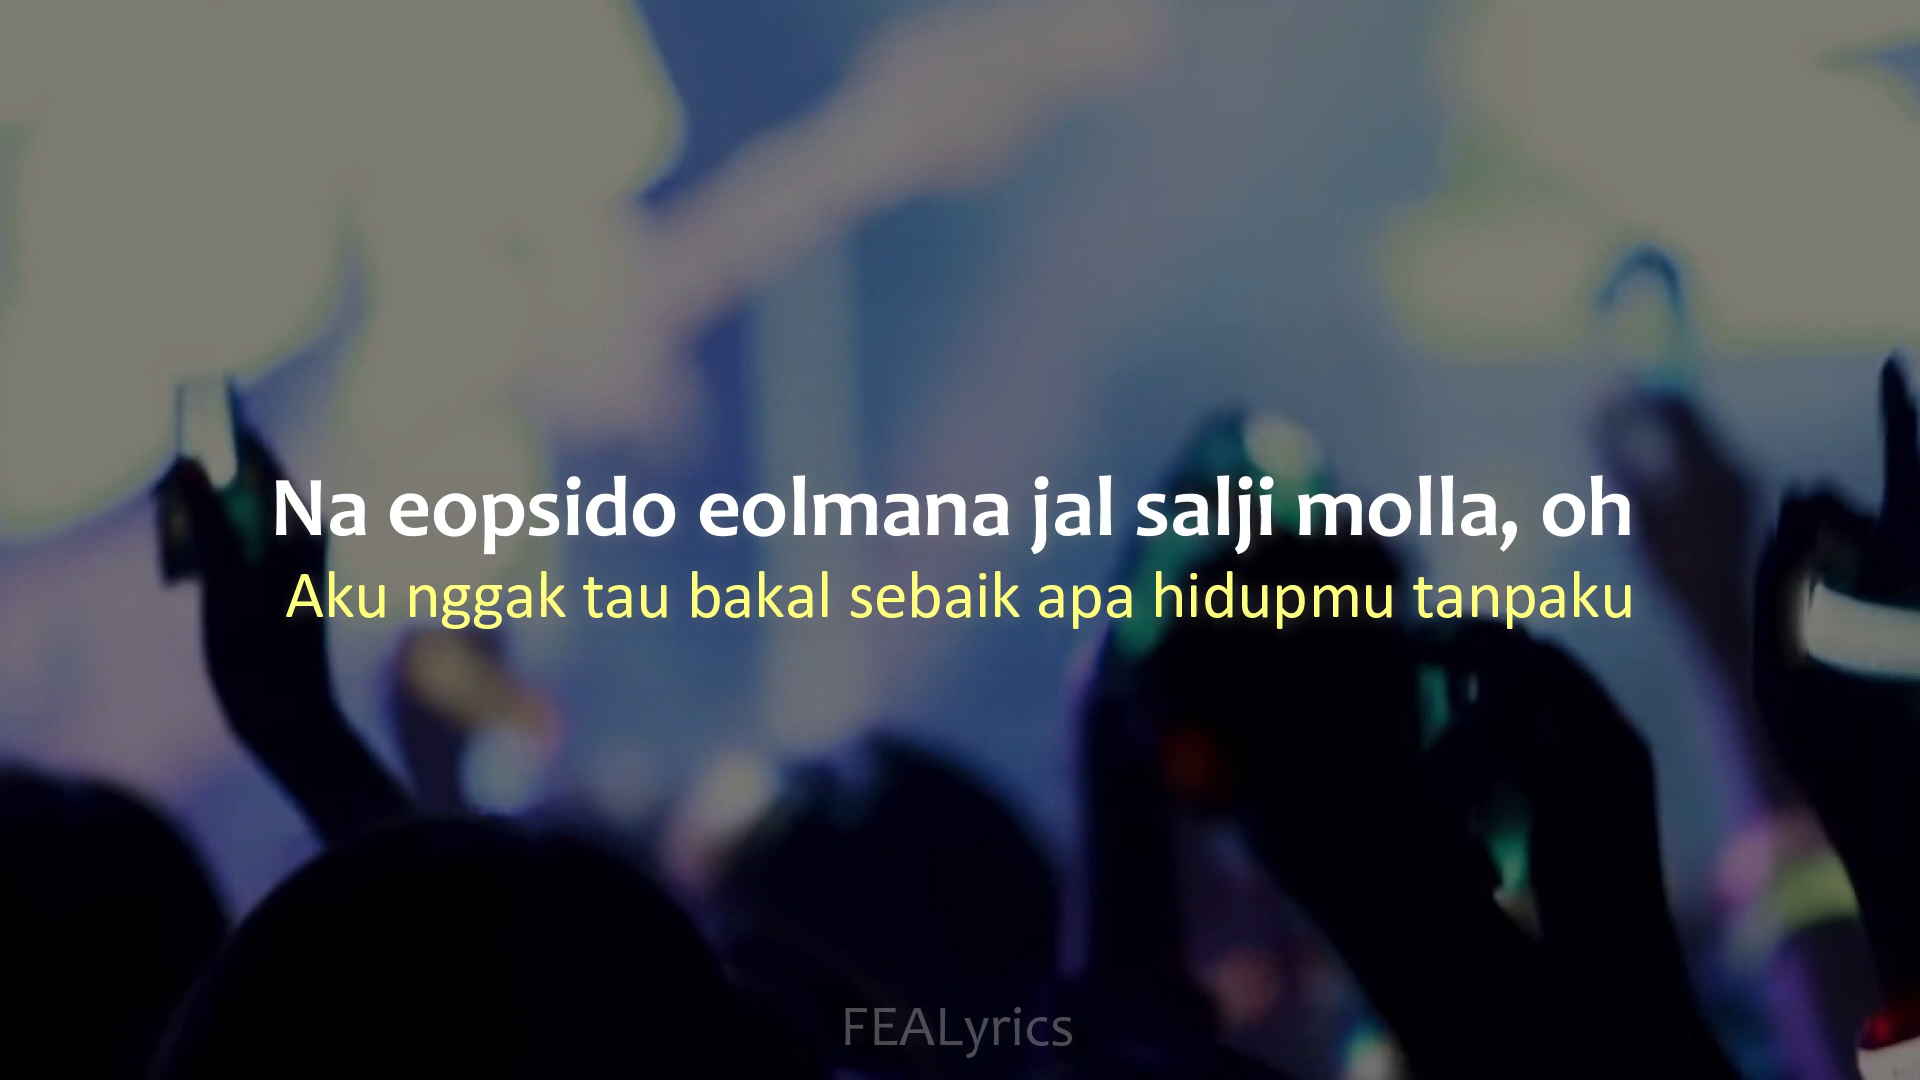 Na eopsido eolmana jal salji molla, oh
Aku nggak tau bakal sebaik apa hidupmu tanpaku
FEALyrics